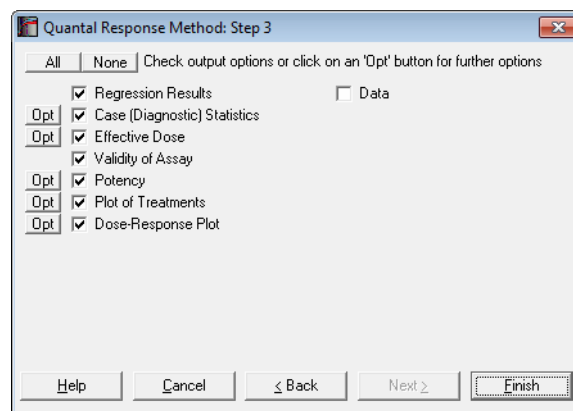 Quantal Response Method: Step 3
All None Check output options or click on an 'Opt' button for further options
Regression Results Data
Opt Case (Diagnostic) Statistics
Opt Effective Dose
Validity of Assay
Opt Potency
Opt Plot of Treatments
Opt Dose-Response Plot
Help Cancel < Back Next > Finish